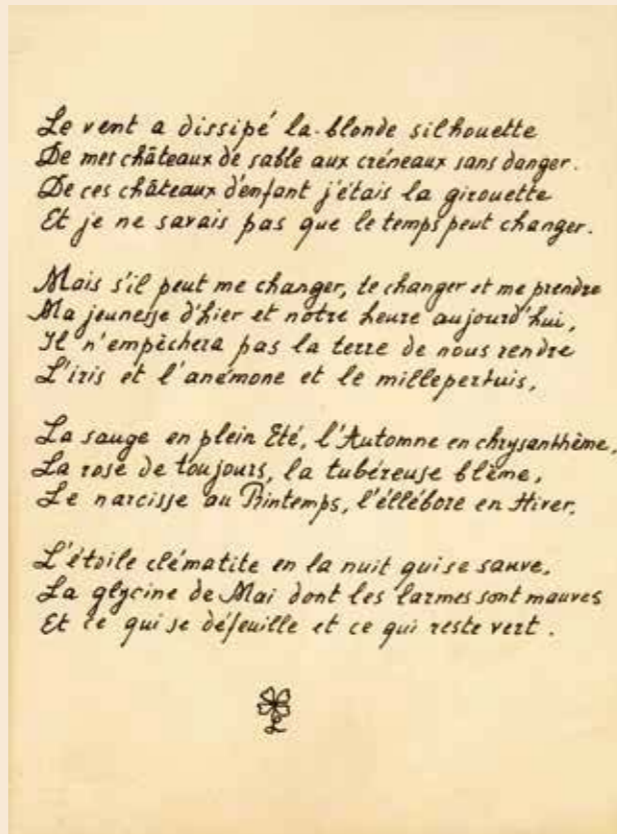 Le vent a dissipé la blonde silhouette
De mes châteaux de sable aux créneaux sans danger.
De ces châteaux d'enfant j'étais la girouette
Et je ne savais pas que le temps peut changer.
Mais s'il peut me changer, te changer et me prendre
Ma jeunesse d'hier et notre heure aujourd'hui,
Il n'empêchera pas la terre de nous rendre
L'iris et l'anémone et le millepertuis,
La sauge en plein Eté, l'Automne en chrysanthème,
La rose de toujours, la tubéreuse blême,
Le narcisse au Printemps, l'éllébore en Hiver,
L'étoile clématite en la nuit qui se sauve,
La glycine de Mai dont les larmes sont mauves
Et ce qui se défeuille et ce qui reste vert.
L